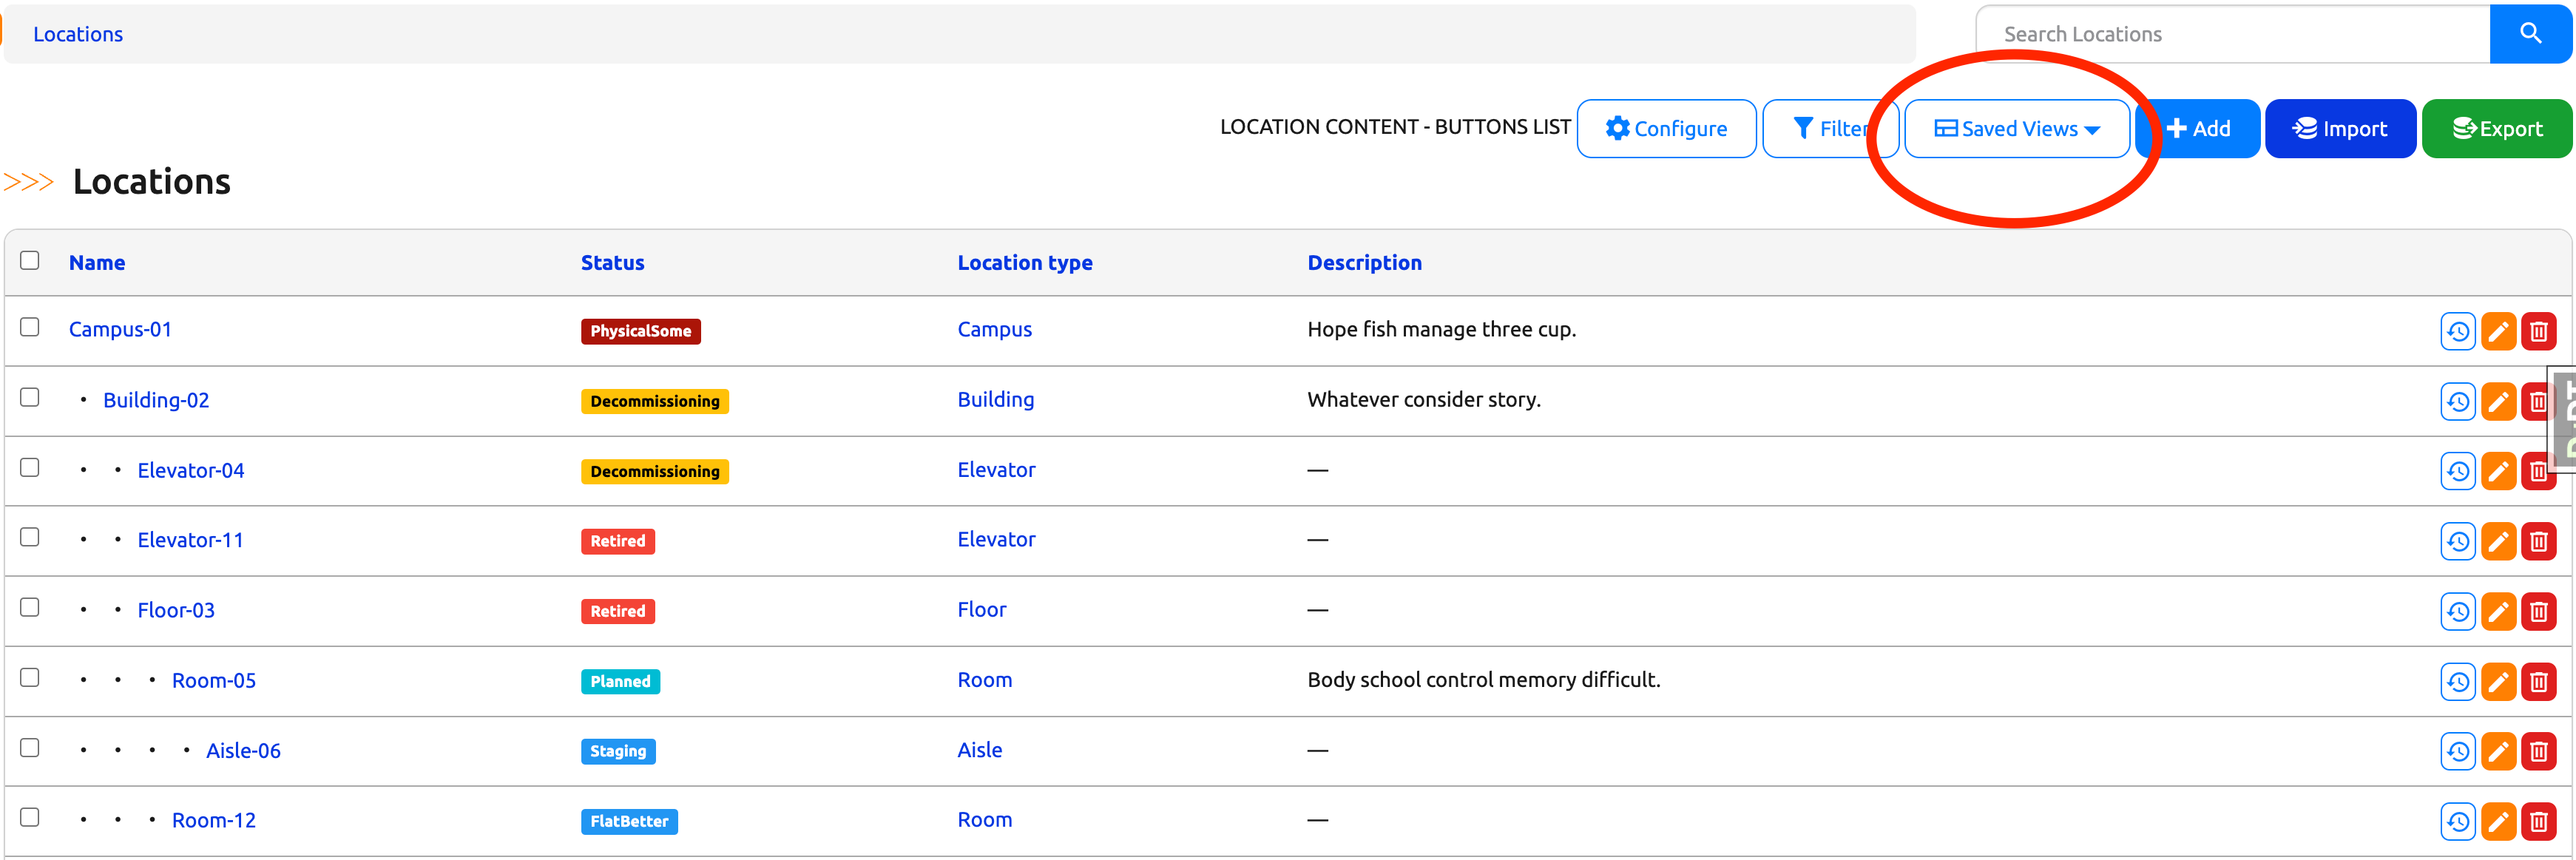 Locations
Search Locations
LOCATION CONTENT - BUTTONS LIST Configure Filter Saved Views Add Import Export
>>> Locations
Name Status Location type Description
Campus-01 PhysicalSome Campus Hope fish manage three cup.
• Building-02 Decommissioning Building Whatever consider story.
• • Elevator-04 Decommissioning Elevator —
• • Elevator-11 Retired Elevator —
• • Floor-03 Retired Floor —
• • • Room-05 Planned Room Body school control memory difficult.
• • • • Aisle-06 Staging Aisle —
• • • Room-12 FlatBetter Room —